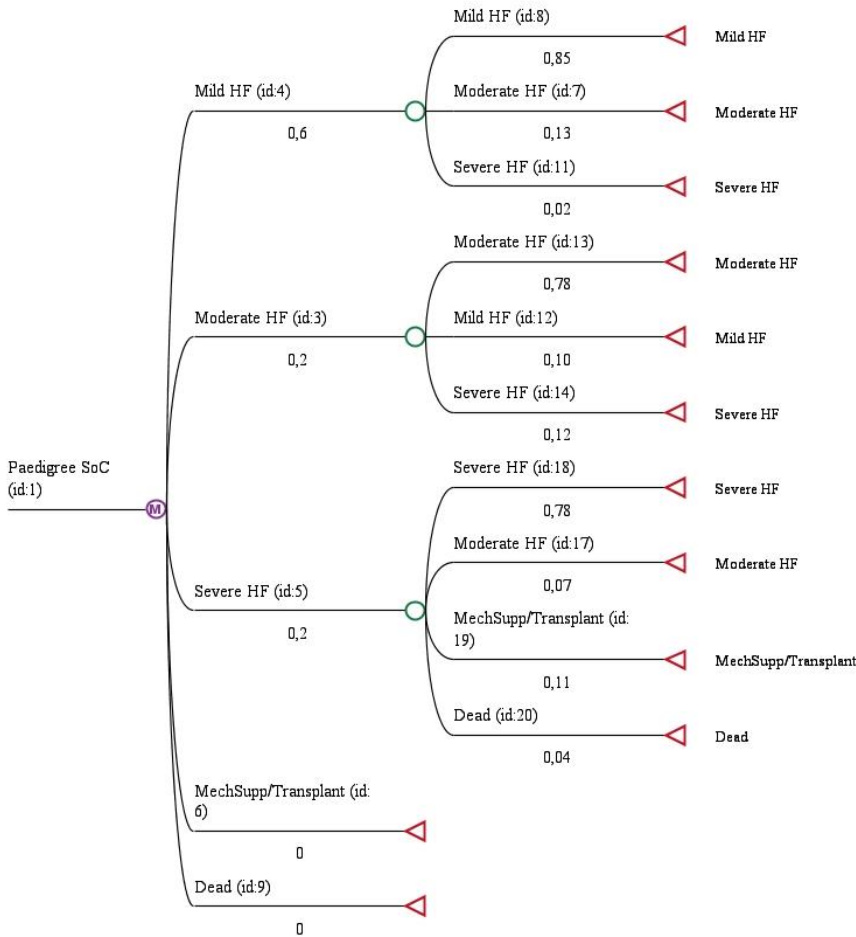 Paedigree SoC
(id:1)
M
Mild HF (id:4)
0,6
Mild HF (id:8)
0,85
Mild HF
Moderate HF (id:7)
0,13
Moderate HF
Severe HF (id:11)
0,02
Severe HF
Moderate HF (id:3)
0,2
Moderate HF (id:13)
0,78
Moderate HF
Mild HF (id:12)
0,10
Mild HF
Severe HF (id:14)
0,12
Severe HF
Severe HF (id:5)
0,2
Severe HF (id:18)
0,78
Severe HF
Moderate HF (id:17)
0,07
Moderate HF
MechSupp/Transplant (id:
19)
0,11
MechSupp/Transplant
Dead (id:20)
0,04
Dead
MechSupp/Transplant (id:
6)
0
Dead (id:9)
0